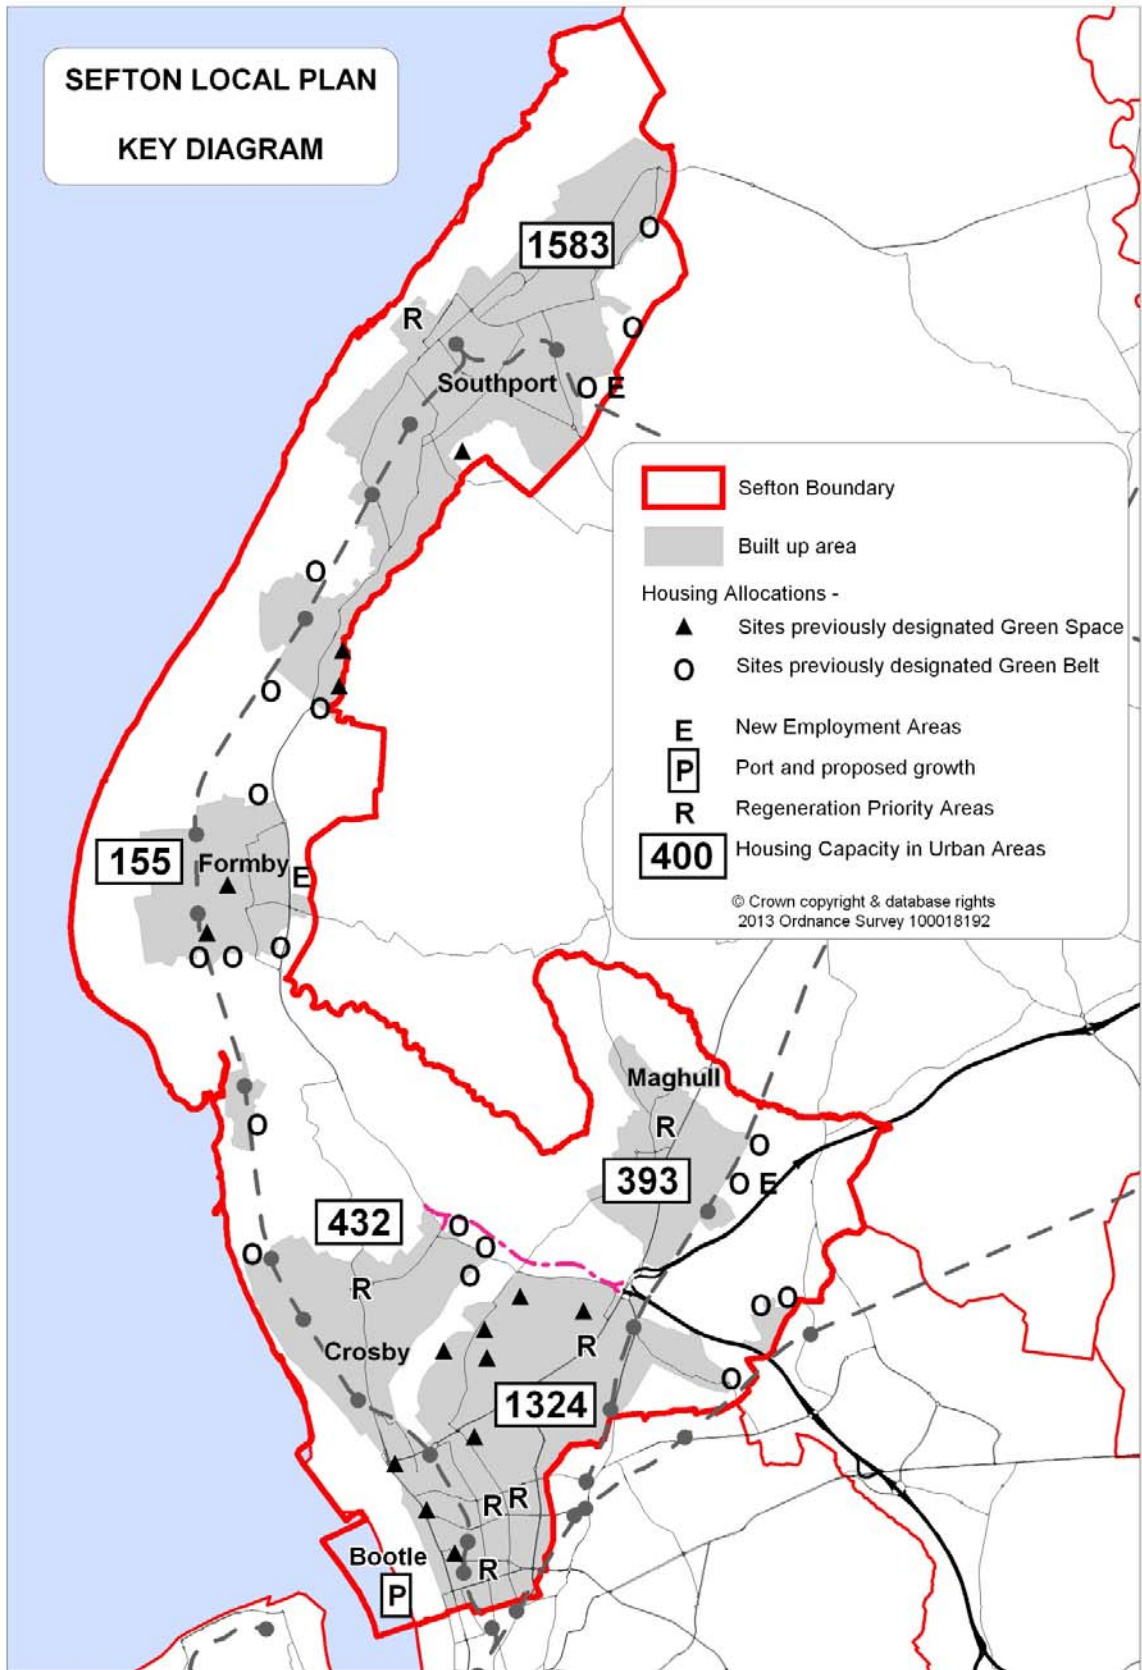 SEFTON LOCAL PLAN
KEY DIAGRAM
1583
O
R
O
Southport
O E
Sefton Boundary
Built up area
Housing Allocations -
Sites previously designated Green Space
O Sites previously designated Green Belt
E New Employment Areas
P Port and proposed growth
R Regeneration Priority Areas
400 Housing Capacity in Urban Areas
© Crown copyright & database rights
2013 Ordnance Survey 100018192
O
O
O
O
155
Formby
E
O O O
Maghull
R
O
O
393
O E
432
O
O
O
O
R
O O
R
Crosby
O
1324
R R
Bootle
R
P